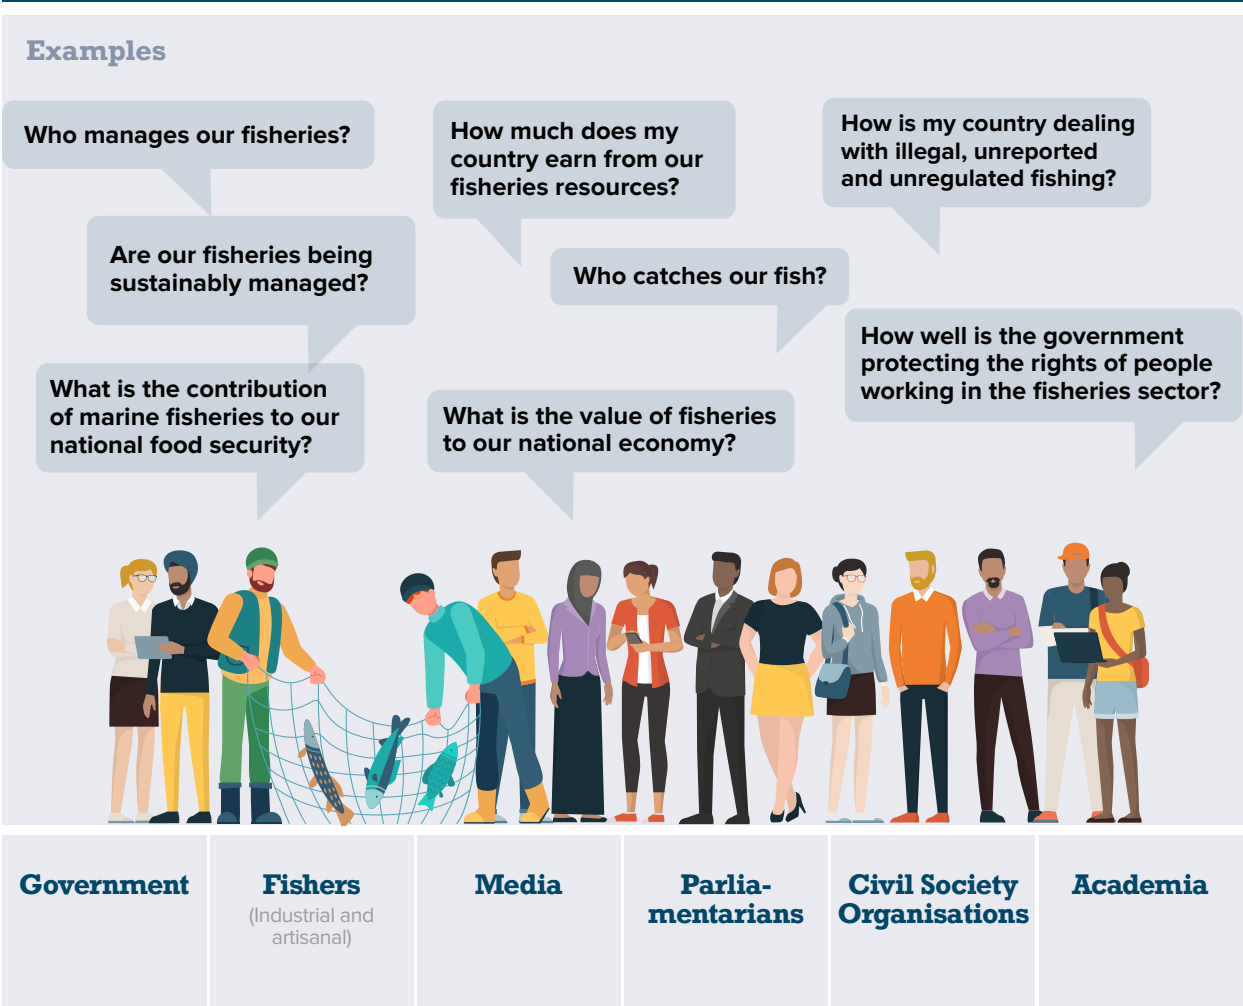 Examples
Who manages our fisheries?
How much does my
country earn from our
fisheries resources?
How is my country dealing
with illegal, unreported
and unregulated fishing?
Are our fisheries being
sustainably managed?
Who catches our fish?
How well is the government
protecting the rights of people
working in the fisheries sector?
What is the contribution
of marine fisheries to our
national food security?
What is the value of fisheries
to our national economy?
Government
Fishers
(Industrial and
artisanal)
Media
Parlia-
mentarians
Civil Society
Organisations
Academia